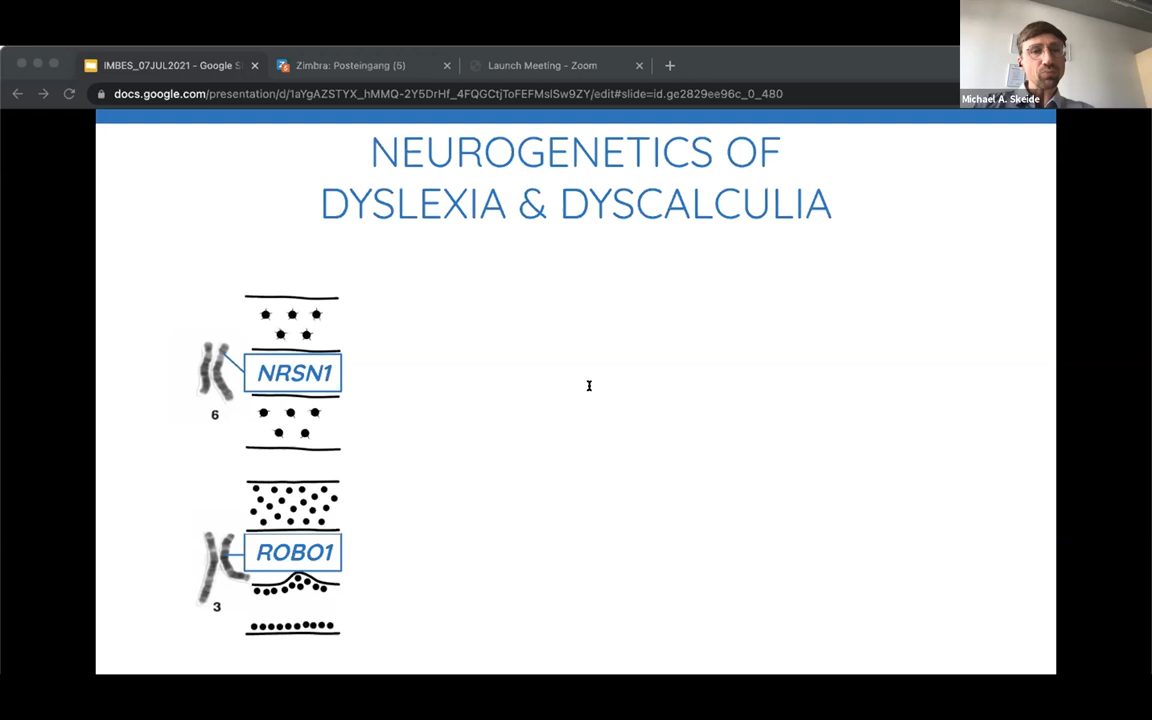 IMBES_07JUL2021 - Google S
Zimbra: Posteingang (5)
Launch Meeting - Zoom
docs.google.com/presentation/d/1aYgAZSTYX_hMMQ-2Y5DrHf_4FQGCtjToFEFMslSw9ZY/edit#slide=id.ge2829ee96c_0_480
Michael A. Skeide
NEUROGENETICS OF
DYSLEXIA & DYSCALCULIA
NRSN1
6
ROBO1
3